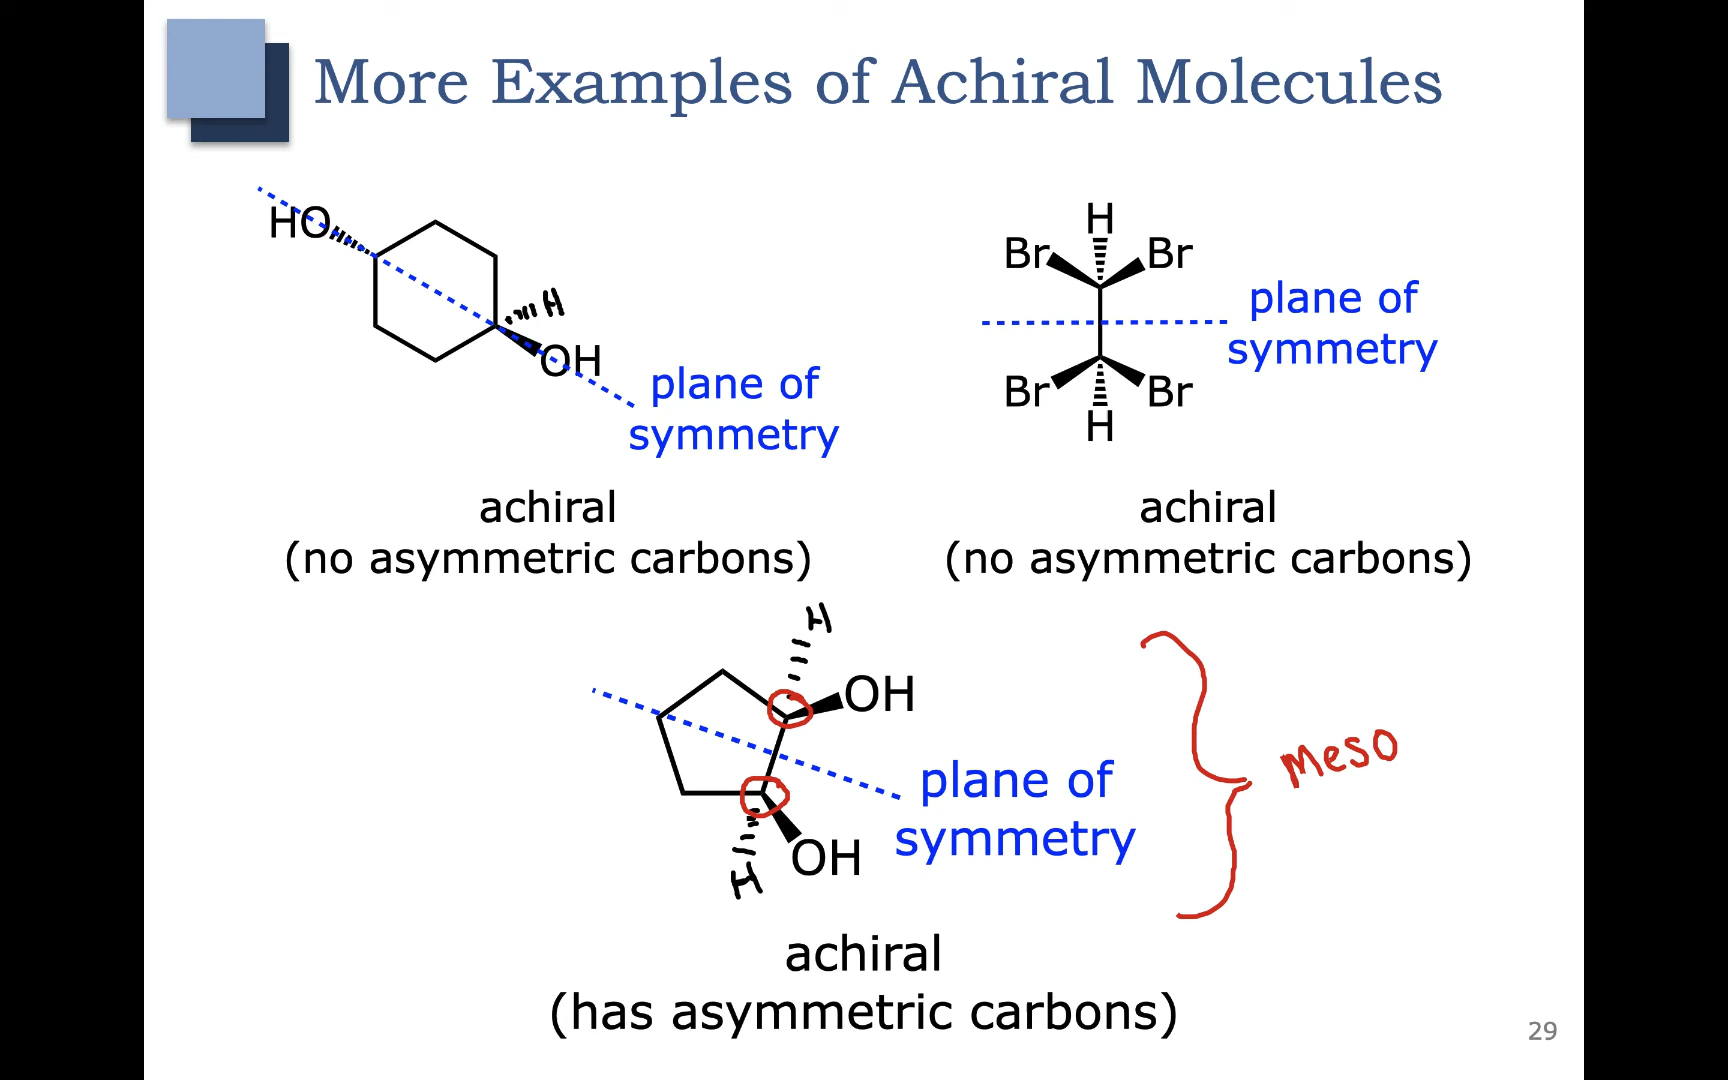 More Examples of Achiral Molecules
HO
H
OH
plane of
symmetry
achiral
(no asymmetric carbons)
H
Br Br
plane of
symmetry
Br Br
H
achiral
(no asymmetric carbons)
H
OH
plane of
symmetry
OH
H
meso
achiral
(has asymmetric carbons)
29